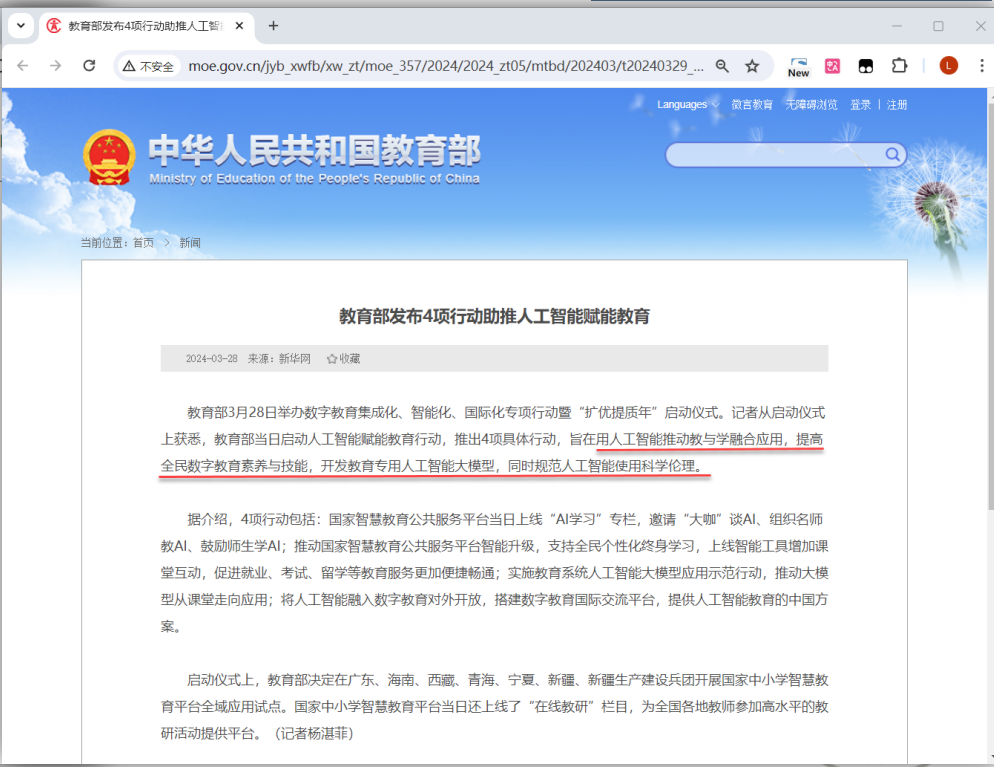 教育部发布4项行动助推人工智
不安全
moe.gov.cn/jyb_xwfb/xw_zt/moe_357/2024/2024_zt05/mtbd/202403/t20240329_...
New
L
Languages 微言教育 无障碍浏览 登录 | 注册
中华人民共和国教育部
Ministry of Education of the People's Republic of China
当前位置：首页 > 新闻
教育部发布4项行动助推人工智能赋能教育
2024-03-28 来源：新华网 ☆收藏
教育部3月28日举办数字教育集成化、智能化、国际化专项行动暨“扩优提质年”启动仪式。记者从启动仪式
上获悉，教育部当日启动人工智能赋能教育行动，推出4项具体行动，旨在用人工智能推动教与学融合应用，提高
全民数字教育素养与技能，开发教育专用人工智能大模型，同时规范人工智能使用科学伦理。
据介绍，4项行动包括：国家智慧教育公共服务平台当日上线“AI学习”专栏，邀请“大咖”谈AI、组织名师
教AI、鼓励师生学AI；推动国家智慧教育公共服务平台智能升级，支持全民个性化终身学习，上线智能工具增加课
堂互动，促进就业、考试、留学等教育服务更加便捷畅通；实施教育系统人工智能大模型应用示范行动，推动大模
型从课堂走向应用；将人工智能融入数字教育对外开放，搭建数字教育国际交流平台，提供人工智能教育的中国方
案。
启动仪式上，教育部决定在广东、海南、西藏、青海、宁夏、新疆、新疆生产建设兵团开展国家中小学智慧教
育平台全域应用试点。国家中小学智慧教育平台当日还上线了“在线教研”栏目，为全国各地教师参加高水平的教
研活动提供平台。（记者杨湛菲）